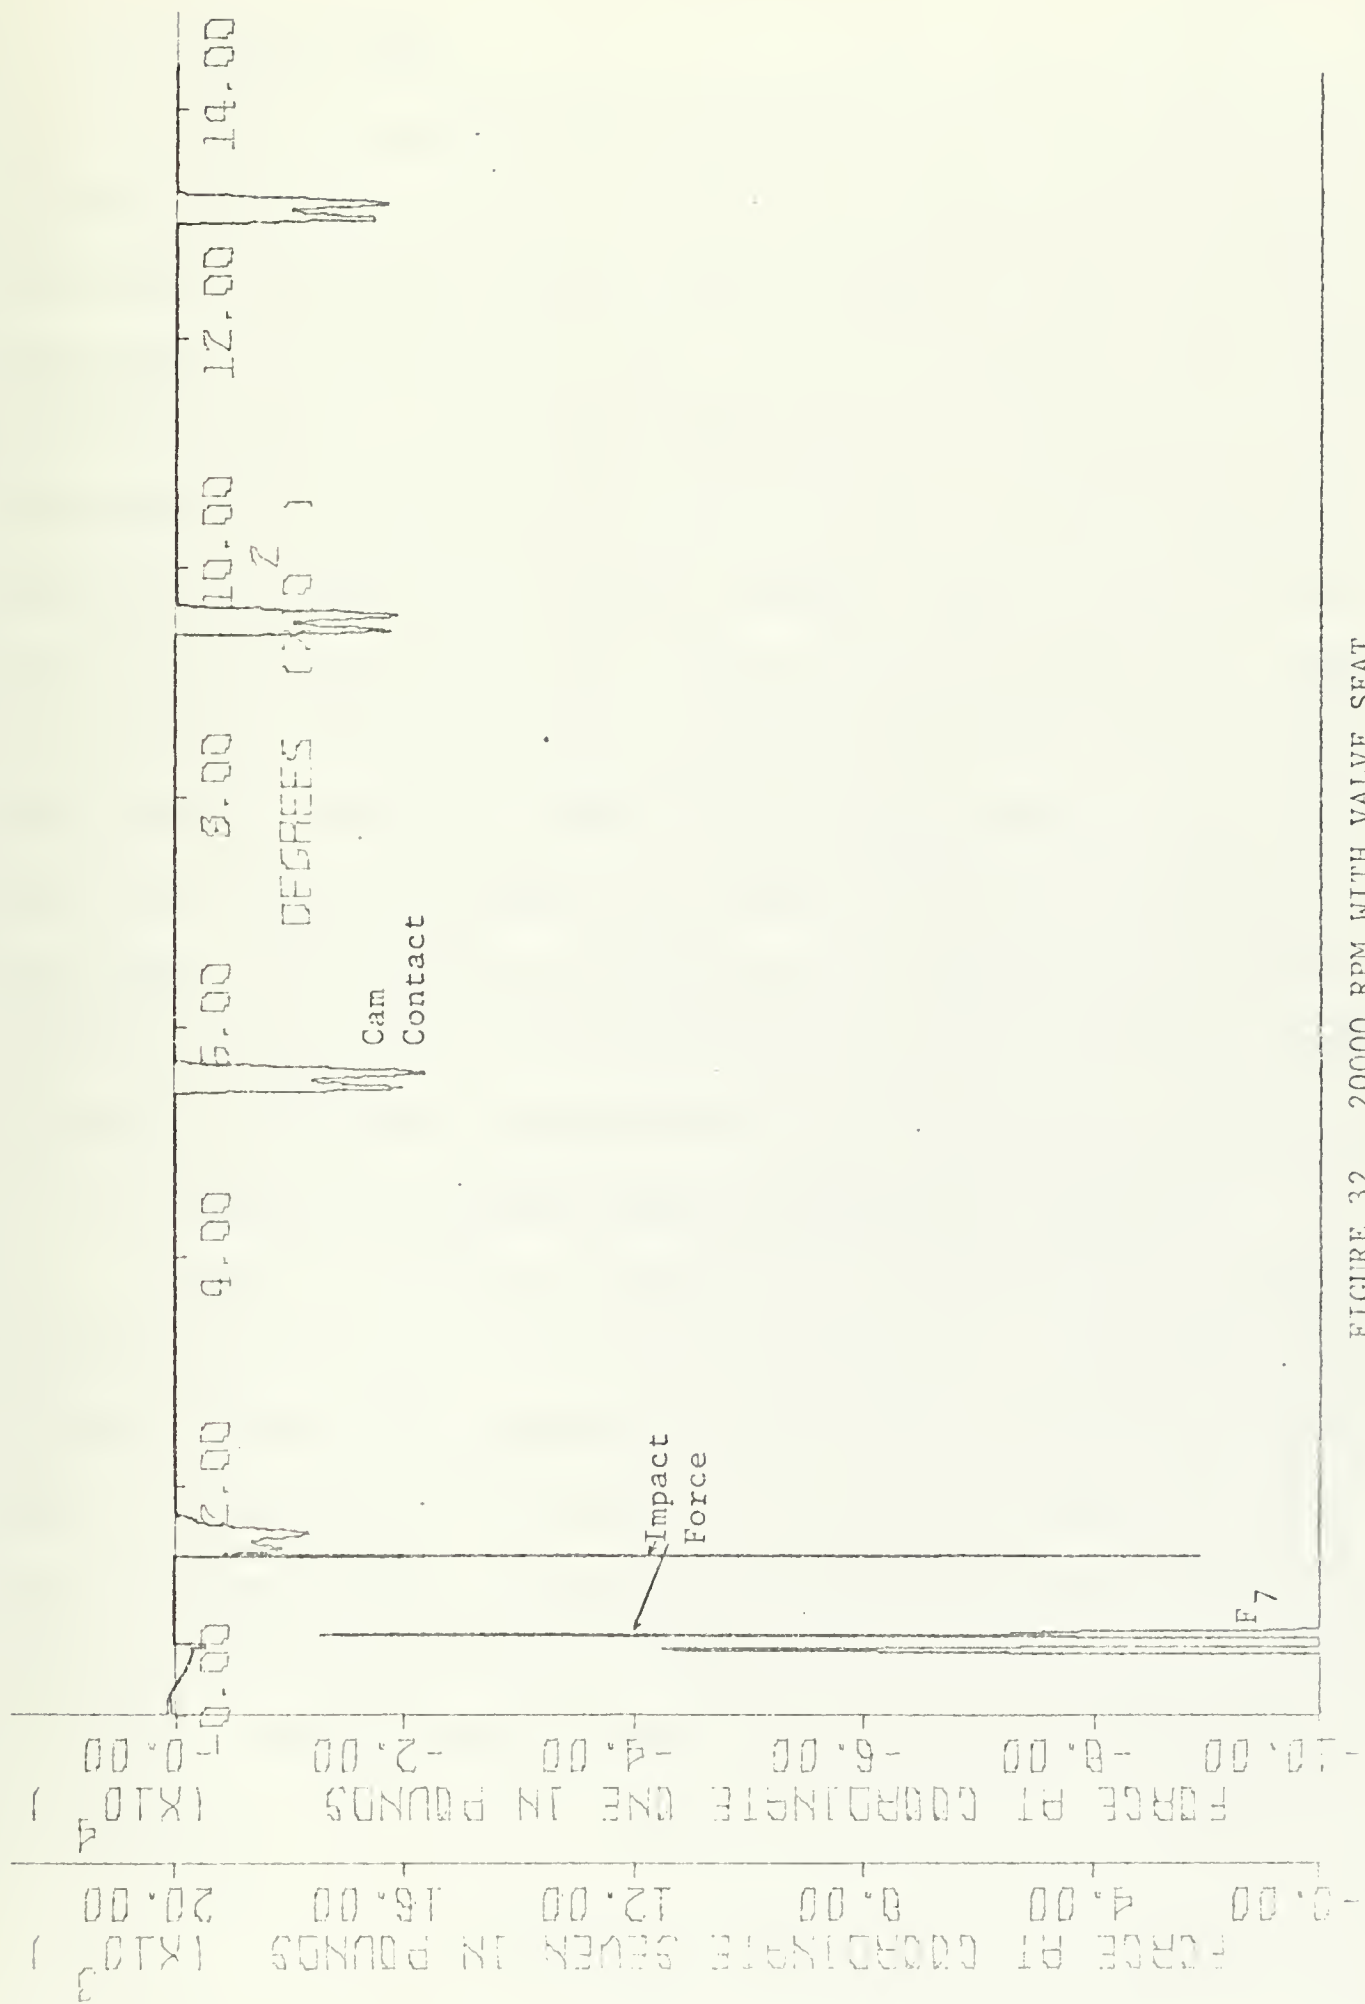 FORCE AT COORDINATE SEVEN IN POUNDS (X10³)
-0.00 4.00 8.00 12.00 16.00 20.00
FORCE AT COORDINATE ONE IN POUNDS (X10⁴)
-10.00 -8.00 -6.00 -4.00 -2.00 -0.00
0.00 2.00 4.00 6.00 8.00 10.00 12.00 14.00
DEGREES (X10²)
Cam
Contact
Impact
Force
F₇
FIGURE 32 20000 RPM WITH VALVE SEAT